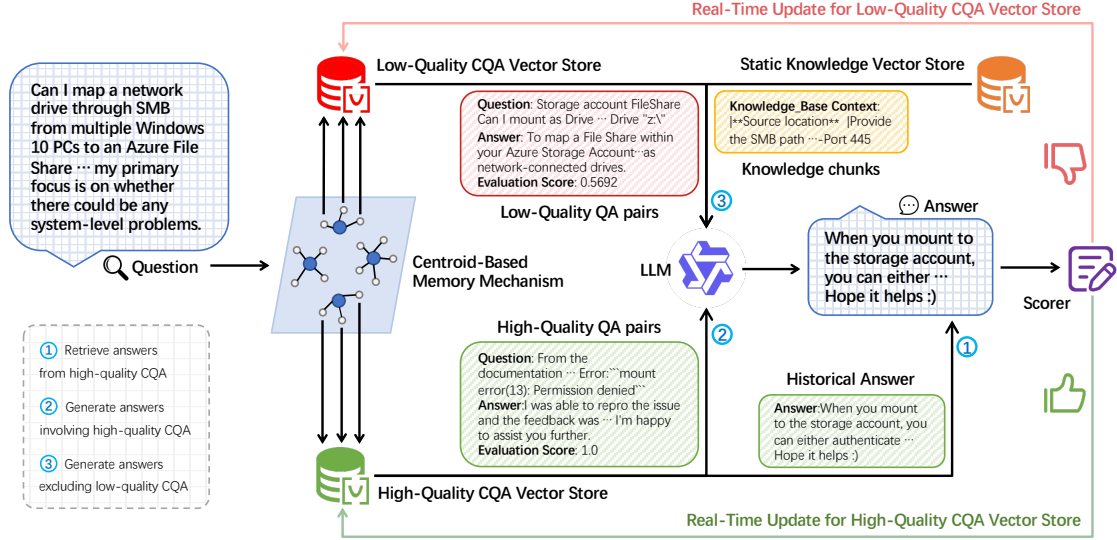 Real-Time Update for Low-Quality CQA Vector Store
Can I map a network
drive through SMB
from multiple Windows
10 PCs to an Azure File
Share ··· my primary
focus is on whether
there could be any
system-level problems.
Question
Low-Quality CQA Vector Store
Static Knowledge Vector Store
Question: Storage account FileShare
Can I mount as Drive ··· Drive "z:\"
Answer: To map a File Share within
your Azure Storage Account···as
network-connected drives.
Evaluation Score: 0.5692
Low-Quality QA pairs
Knowledge_Base Context:
|**Source location** |Provide
the SMB path ···-Port 445
Knowledge chunks
3
Centroid-Based
Memory Mechanism
LLM
Answer
When you mount to
the storage account,
you can either ···
Hope it helps :)
Scorer
High-Quality QA pairs
2
1
Question: From the
documentation ··· Error:```mount
error(13): Permission denied```
Answer:I was able to repro the issue
and the feedback was ··· I'm happy
to assist you further.
Evaluation Score: 1.0
Historical Answer
Answer:When you mount
to the storage account, you
can either authenticate ···
Hope it helps :)
High-Quality CQA Vector Store
1 Retrieve answers
from high-quality CQA
2 Generate answers
involving high-quality CQA
3 Generate answers
excluding low-quality CQA
Real-Time Update for High-Quality CQA Vector Store